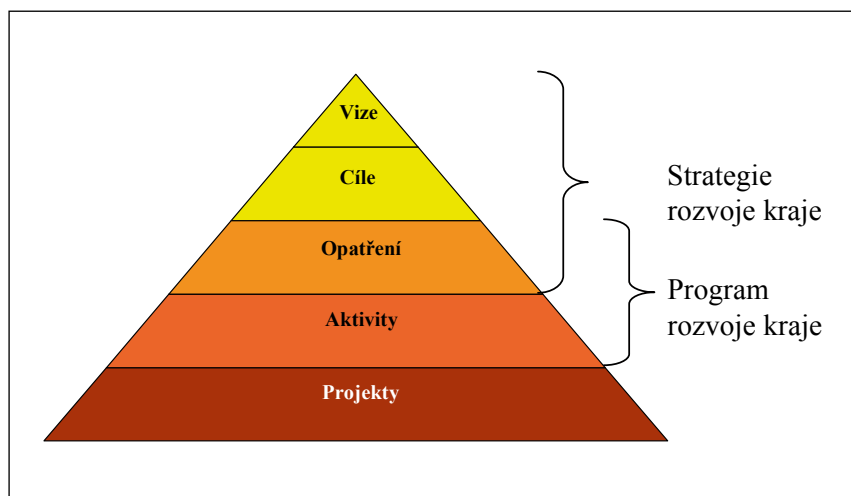 Vize
Cíle
Opatření
Aktivity
Projekty
Strategie
rozvoje kraje
Program
rozvoje kraje